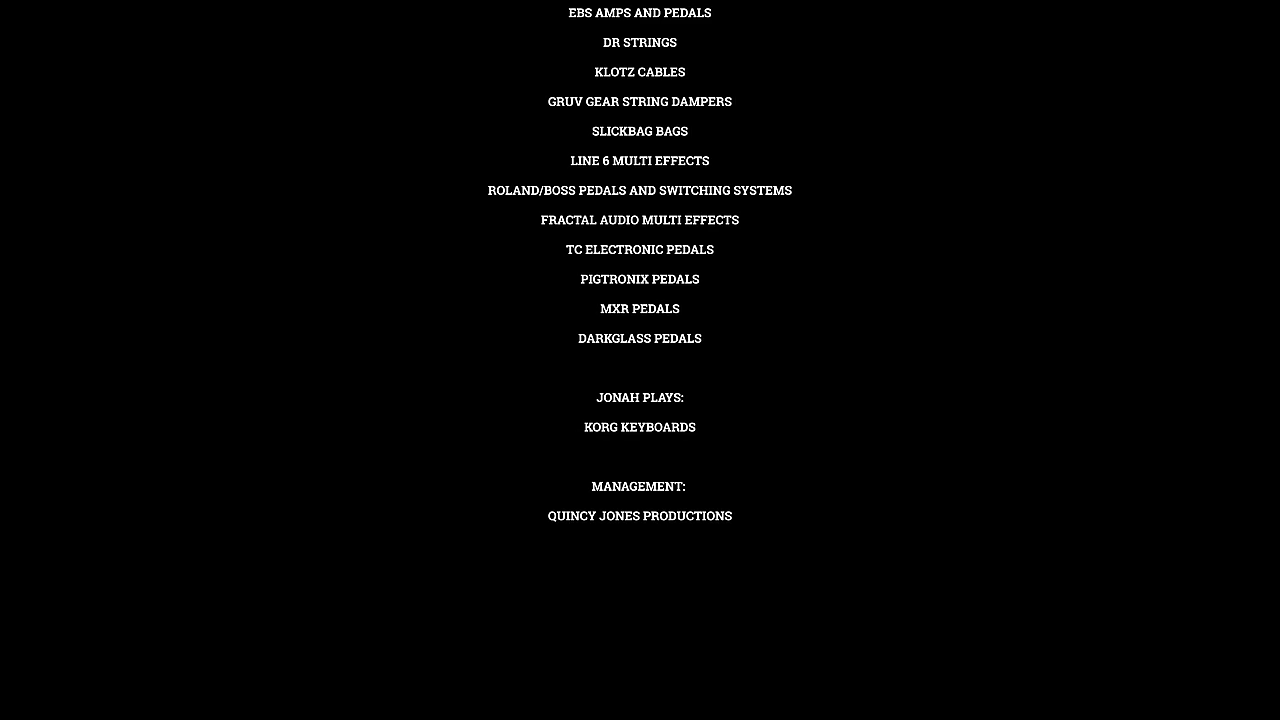 EBS AMPS AND PEDALS
DR STRINGS
KLOTZ CABLES
GRUV GEAR STRING DAMPERS
SLICKBAG BAGS
LINE 6 MULTI EFFECTS
ROLAND/BOSS PEDALS AND SWITCHING SYSTEMS
FRACTAL AUDIO MULTI EFFECTS
TC ELECTRONIC PEDALS
PIGTRONIX PEDALS
MXR PEDALS
DARKGLASS PEDALS
JONAH PLAYS:
KORG KEYBOARDS
MANAGEMENT:
QUINCY JONES PRODUCTIONS